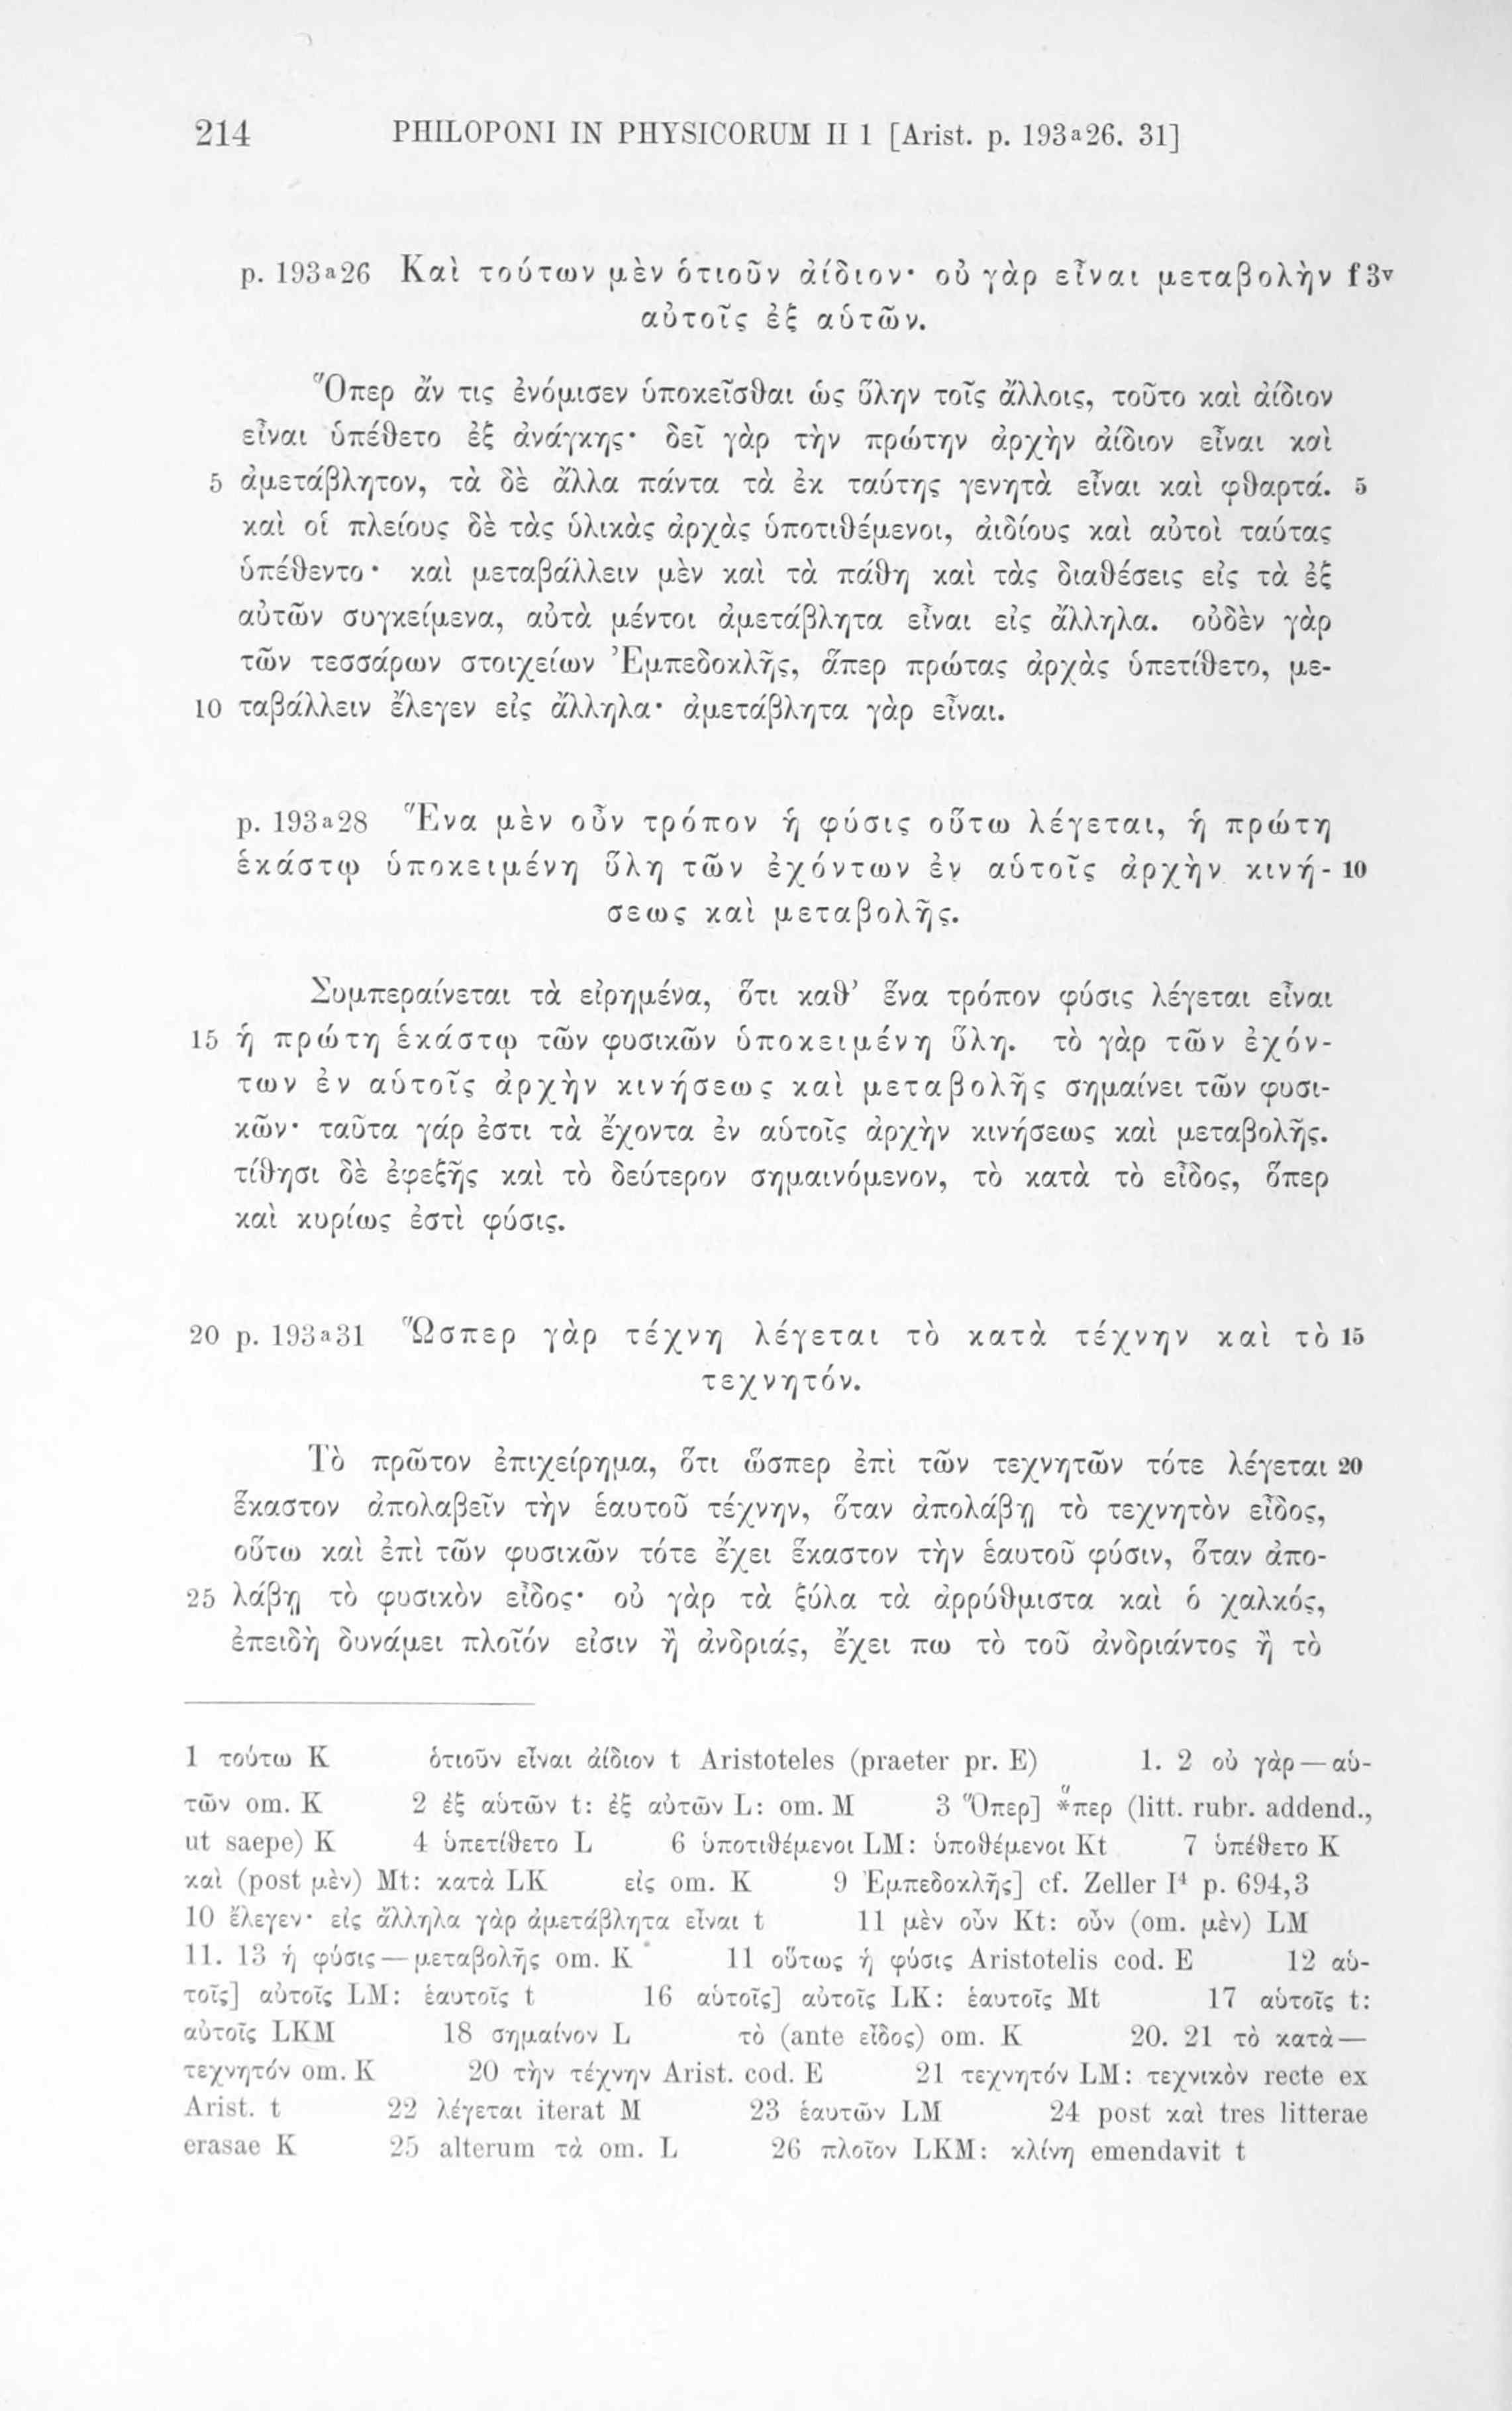 214 PHILOPONI IN PHYSICORUM II 1 [Arist. p. 193ª26. 31]
p. 193ª26 Καὶ τούτων μὲν ὁτιοῦν ἀίδιον· οὐ γὰρ εἶναι μεταβολὴν f 3ᵛ
αὐτοῖς ἐξ αὑτῶν.
Ὅπερ ἄν τις ἐνόμισεν ὑποκεῖσθαι ὡς ὕλην τοῖς ἄλλοις, τοῦτο καὶ ἀίδιον
εἶναι ὑπέθετο ἐξ ἀνάγκης· δεῖ γὰρ τὴν πρώτην ἀρχὴν ἀίδιον εἶναι καὶ
5 ἀμετάβλητον, τὰ δὲ ἄλλα πάντα τὰ ἐκ ταύτης γενητὰ εἶναι καὶ φθαρτά. 5
καὶ οἱ πλείους δὲ τὰς ὑλικὰς ἀρχὰς ὑποτιθέμενοι, ἀιδίους καὶ αὐτοὶ ταύτας
ὑπέθεντο· καὶ μεταβάλλειν μὲν καὶ τὰ πάθη καὶ τὰς διαθέσεις εἰς τὰ ἐξ
αὐτῶν συγκείμενα, αὐτὰ μέντοι ἀμετάβλητα εἶναι εἰς ἄλληλα. οὐδὲν γὰρ
τῶν τεσσάρων στοιχείων Ἐμπεδοκλῆς, ἅπερ πρώτας ἀρχὰς ὑπετίθετο, με-
10 ταβάλλειν ἔλεγεν εἰς ἄλληλα· ἀμετάβλητα γὰρ εἶναι.
p. 193ª28 Ἕνα μὲν οὖν τρόπον ἡ φύσις οὕτω λέγεται, ἡ πρώτη
ἑκάστῳ ὑποκειμένη ὕλη τῶν ἐχόντων ἐν αὑτοῖς ἀρχὴν κινή- 10
σεως καὶ μεταβολῆς.
Συμπεραίνεται τὰ εἰρημένα, ὅτι καθ’ ἕνα τρόπον φύσις λέγεται εἶναι
15 ἡ πρώτη ἑκάστῳ τῶν φυσικῶν ὑποκειμένη ὕλη. τὸ γὰρ τῶν ἐχόν-
των ἐν αὑτοῖς ἀρχὴν κινήσεως καὶ μεταβολῆς σημαίνει τῶν φυσι-
κῶν· ταῦτα γάρ ἐστι τὰ ἔχοντα ἐν αὑτοῖς ἀρχὴν κινήσεως καὶ μεταβολῆς.
τίθησι δὲ ἐφεξῆς καὶ τὸ δεύτερον σημαινόμενον, τὸ κατὰ τὸ εἶδος, ὅπερ
καὶ κυρίως ἐστὶ φύσις.
20 p. 193ª31 Ὥσπερ γὰρ τέχνη λέγεται τὸ κατὰ τέχνην καὶ τὸ 15
τεχνητόν.
Τὸ πρῶτον ἐπιχείρημα, ὅτι ὥσπερ ἐπὶ τῶν τεχνητῶν τότε λέγεται 20
ἕκαστον ἀπολαβεῖν τὴν ἑαυτοῦ τέχνην, ὅταν ἀπολάβῃ τὸ τεχνητὸν εἶδος,
οὕτω καὶ ἐπὶ τῶν φυσικῶν τότε ἔχει ἕκαστον τὴν ἑαυτοῦ φύσιν, ὅταν ἀπο-
25 λάβῃ τὸ φυσικὸν εἶδος· οὐ γὰρ τὰ ξύλα τὰ ἀρρύθμιστα καὶ ὁ χαλκός,
ἐπειδὴ δυνάμει πλοῖόν εἰσιν ἢ ἀνδριάς, ἔχει πω τὸ τοῦ ἀνδριάντος ἢ τὸ
1 τούτω K ὁτιοῦν εἶναι ἀίδιον t Aristoteles (praeter pr. E) 1. 2 οὐ γὰρ — αὑ-
τῶν om. K 2 ἐξ αὑτῶν t: ἐξ αὐτῶν L: om. M 3 Ὅπερ] *περ (litt. rubr. addend.,
ut saepe) K 4 ὑπετίθετο L 6 ὑποτιθέμενοι LM: ὑποθέμενοι Kt 7 ὑπέθετο K
καὶ (post μὲν) Mt: κατὰ LK εἰς om. K 9 Ἐμπεδοκλῆς] cf. Zeller I⁴ p. 694,3
10 ἔλεγεν· εἰς ἄλληλα γὰρ ἀμετάβλητα εἶναι t 11 μὲν οὖν Kt: οὖν (om. μὲν) LM
11. 13 ἡ φύσις — μεταβολῆς om. K 11 οὕτως ἡ φύσις Aristotelis cod. E 12 αὑ-
τοῖς] αὐτοῖς LM: ἑαυτοῖς t 16 αὑτοῖς] αὐτοῖς LK: ἑαυτοῖς Mt 17 αὑτοῖς t:
αὐτοῖς LKM 18 σημαίνον L τὸ (ante εἶδος) om. K 20. 21 τὸ κατὰ —
τεχνητόν om. K 20 τὴν τέχνην Arist. cod. E 21 τεχνητόν LM: τεχνικὸν recte ex
Arist. t 22 λέγεται iterat M 23 ἑαυτῶν LM 24 post καὶ tres litterae
erasae K 25 alterum τὰ om. L 26 πλοῖον LKM: κλίνη emendavit t